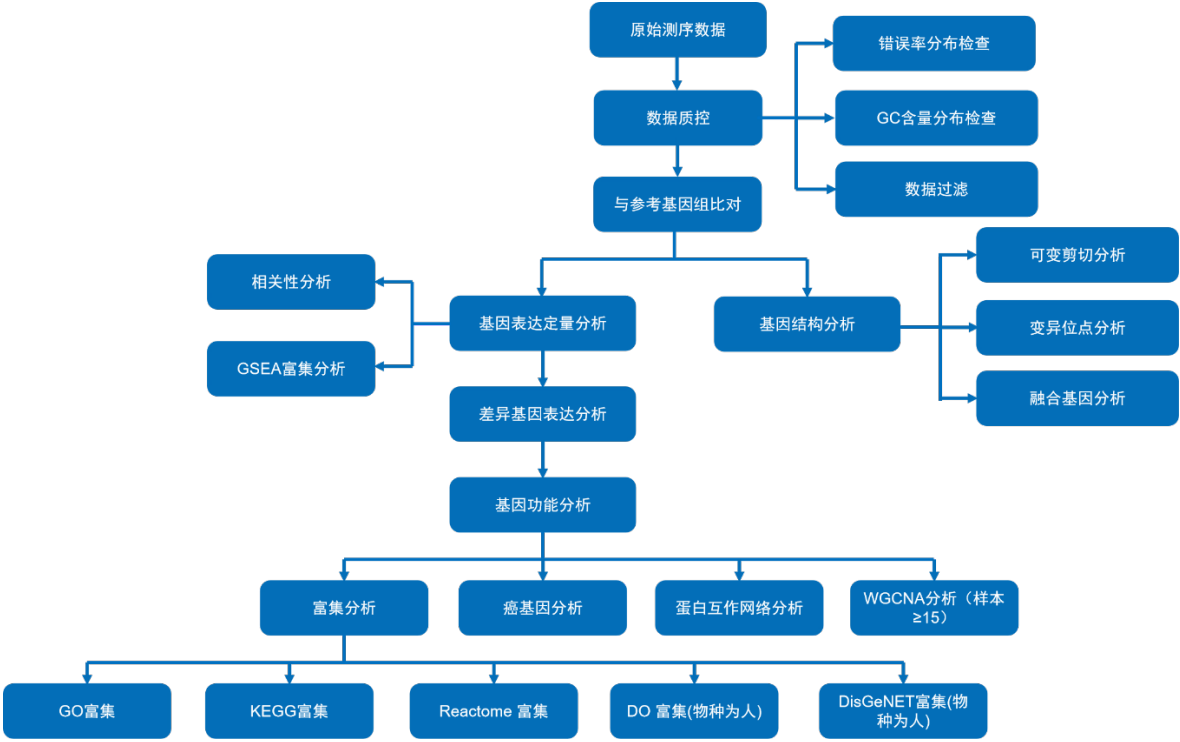 原始测序数据
错误率分布检查
数据质控
GC含量分布检查
数据过滤
与参考基因组比对
可变剪切分析
相关性分析
基因表达定量分析
基因结构分析
变异位点分析
GSEA富集分析
融合基因分析
差异基因表达分析
基因功能分析
富集分析
癌基因分析
蛋白互作网络分析
WGCNA分析（样本
≥15）
GO富集
KEGG富集
Reactome 富集
DO 富集(物种为人)
DisGeNET富集(物
种为人)